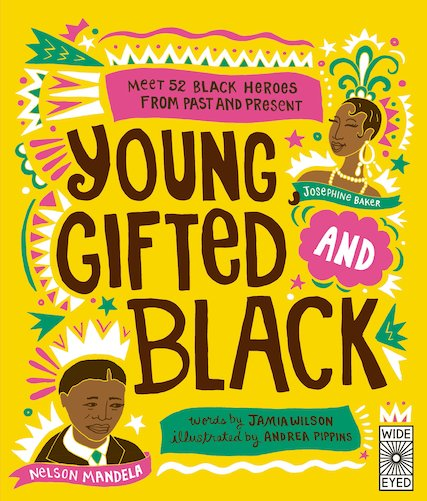 MEET 52 BLACK HEROES
FROM PAST AND PRESENT
YOUNG
GIFTED
AND
BLACK
JOSEPHINE BAKER
NELSON MANDELA
words by JAMIA WILSON
illustrated by ANDREA PIPPINS
WIDE
EYED